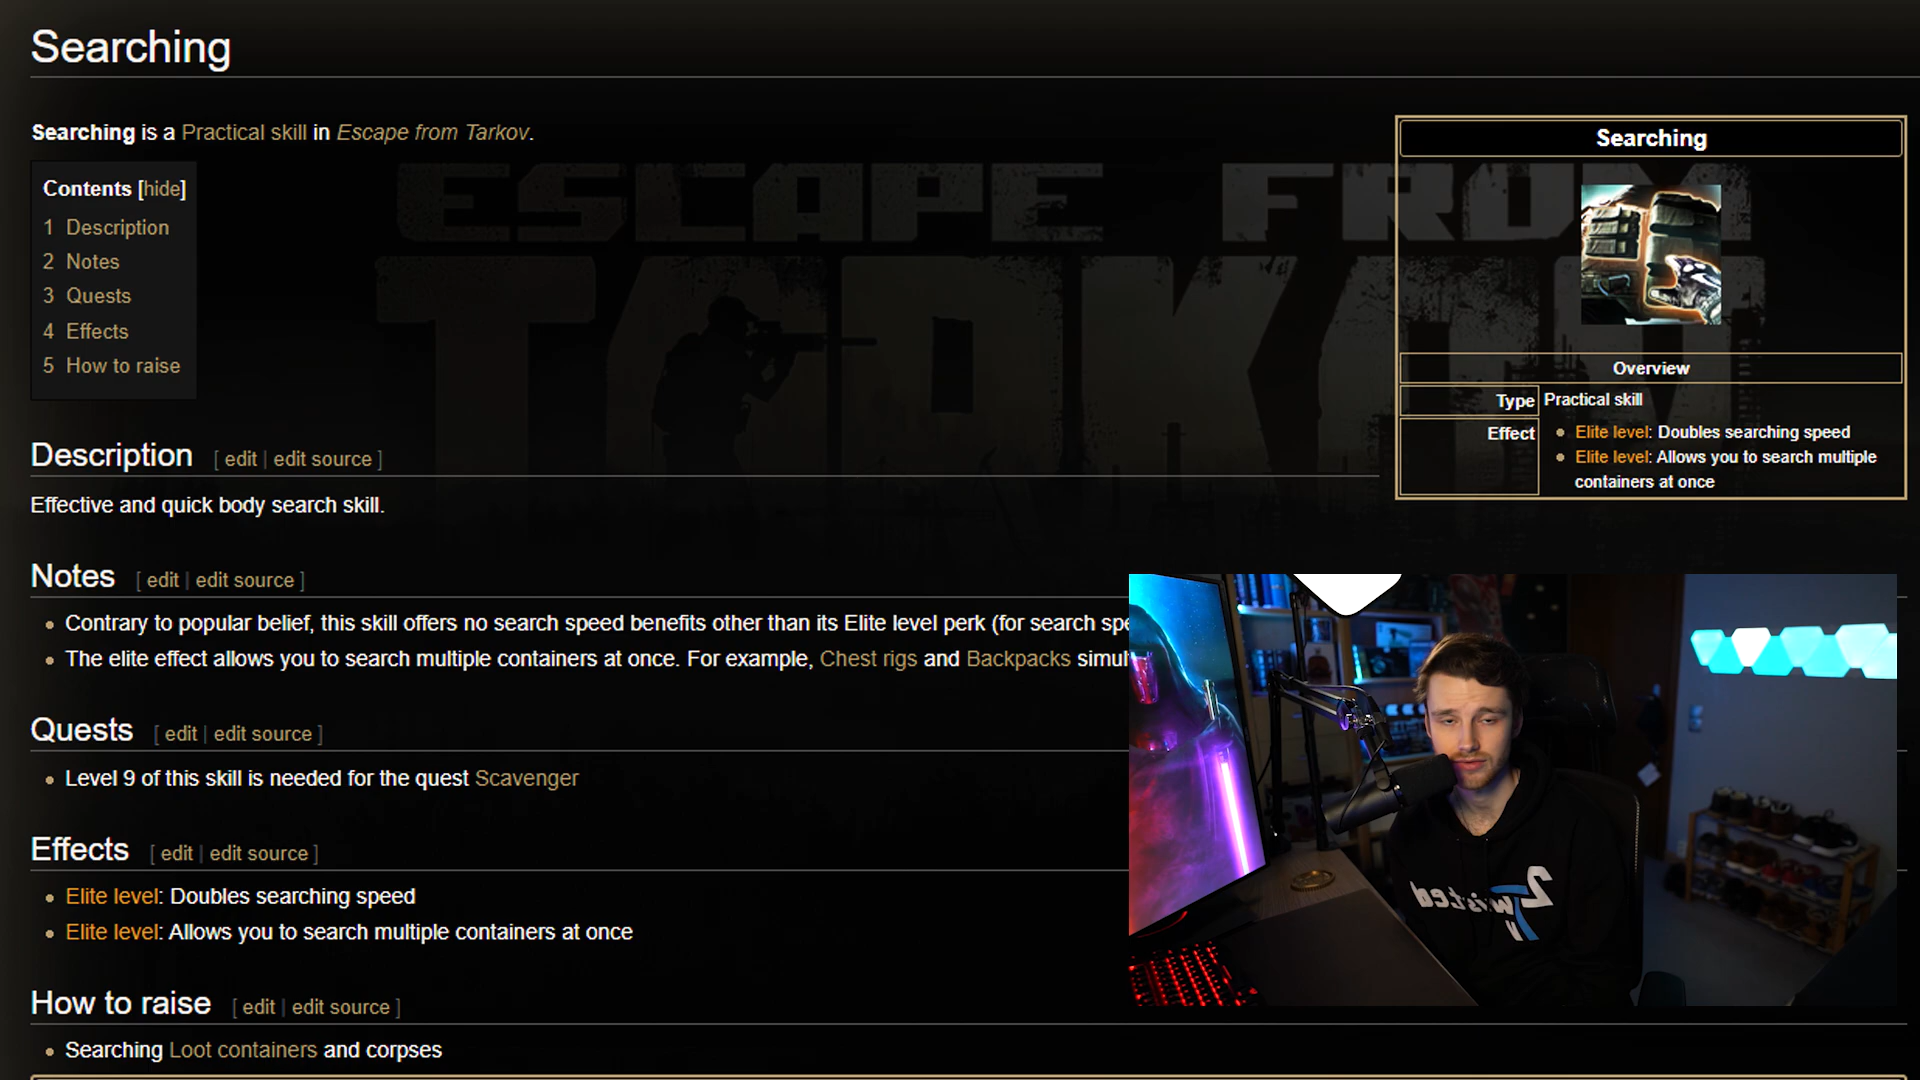 Searching
Searching is a Practical skill in Escape from Tarkov.
Contents [hide]
1 Description
2 Notes
3 Quests
4 Effects
5 How to raise
ESCAPE FROM
TARKOV
Searching
Overview
Type Practical skill
Effect
Elite level: Doubles searching speed
Elite level: Allows you to search multiple
containers at once
Description [ edit | edit source ]
Effective and quick body search skill.
Notes [ edit | edit source ]
Contrary to popular belief, this skill offers no search speed benefits other than its Elite level perk (for search spe
The elite effect allows you to search multiple containers at once. For example, Chest rigs and Backpacks simul
Quests [ edit | edit source ]
Level 9 of this skill is needed for the quest Scavenger
Effects [ edit | edit source ]
Elite level: Doubles searching speed
Elite level: Allows you to search multiple containers at once
How to raise [ edit | edit source ]
Searching Loot containers and corpses
2Twisted